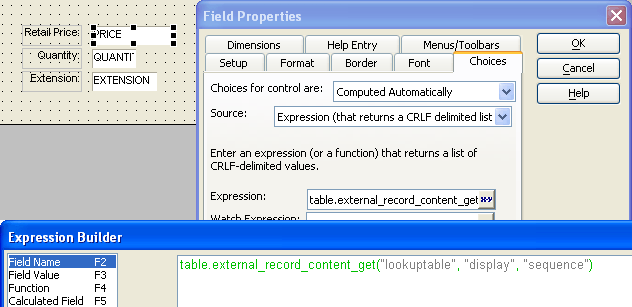 Retail Price:
PRICE
Quantity:
QUANTI
Extension:
EXTENSION
Field Properties
Dimensions
Help Entry
Menus/Toolbars
Setup
Format
Border
Font
Choices
Choices for control are:
Computed Automatically
Source:
Expression (that returns a CRLF delimited list
Enter an expression (or a function) that returns a list of
CRLF-delimited values.
Expression:
table.external_record_content_get
OK
Cancel
Help
Expression Builder
Field Name F2
Field Value F3
Function F4
Calculated Field F5
table.external_record_content_get("lookuptable", "display", "sequence")